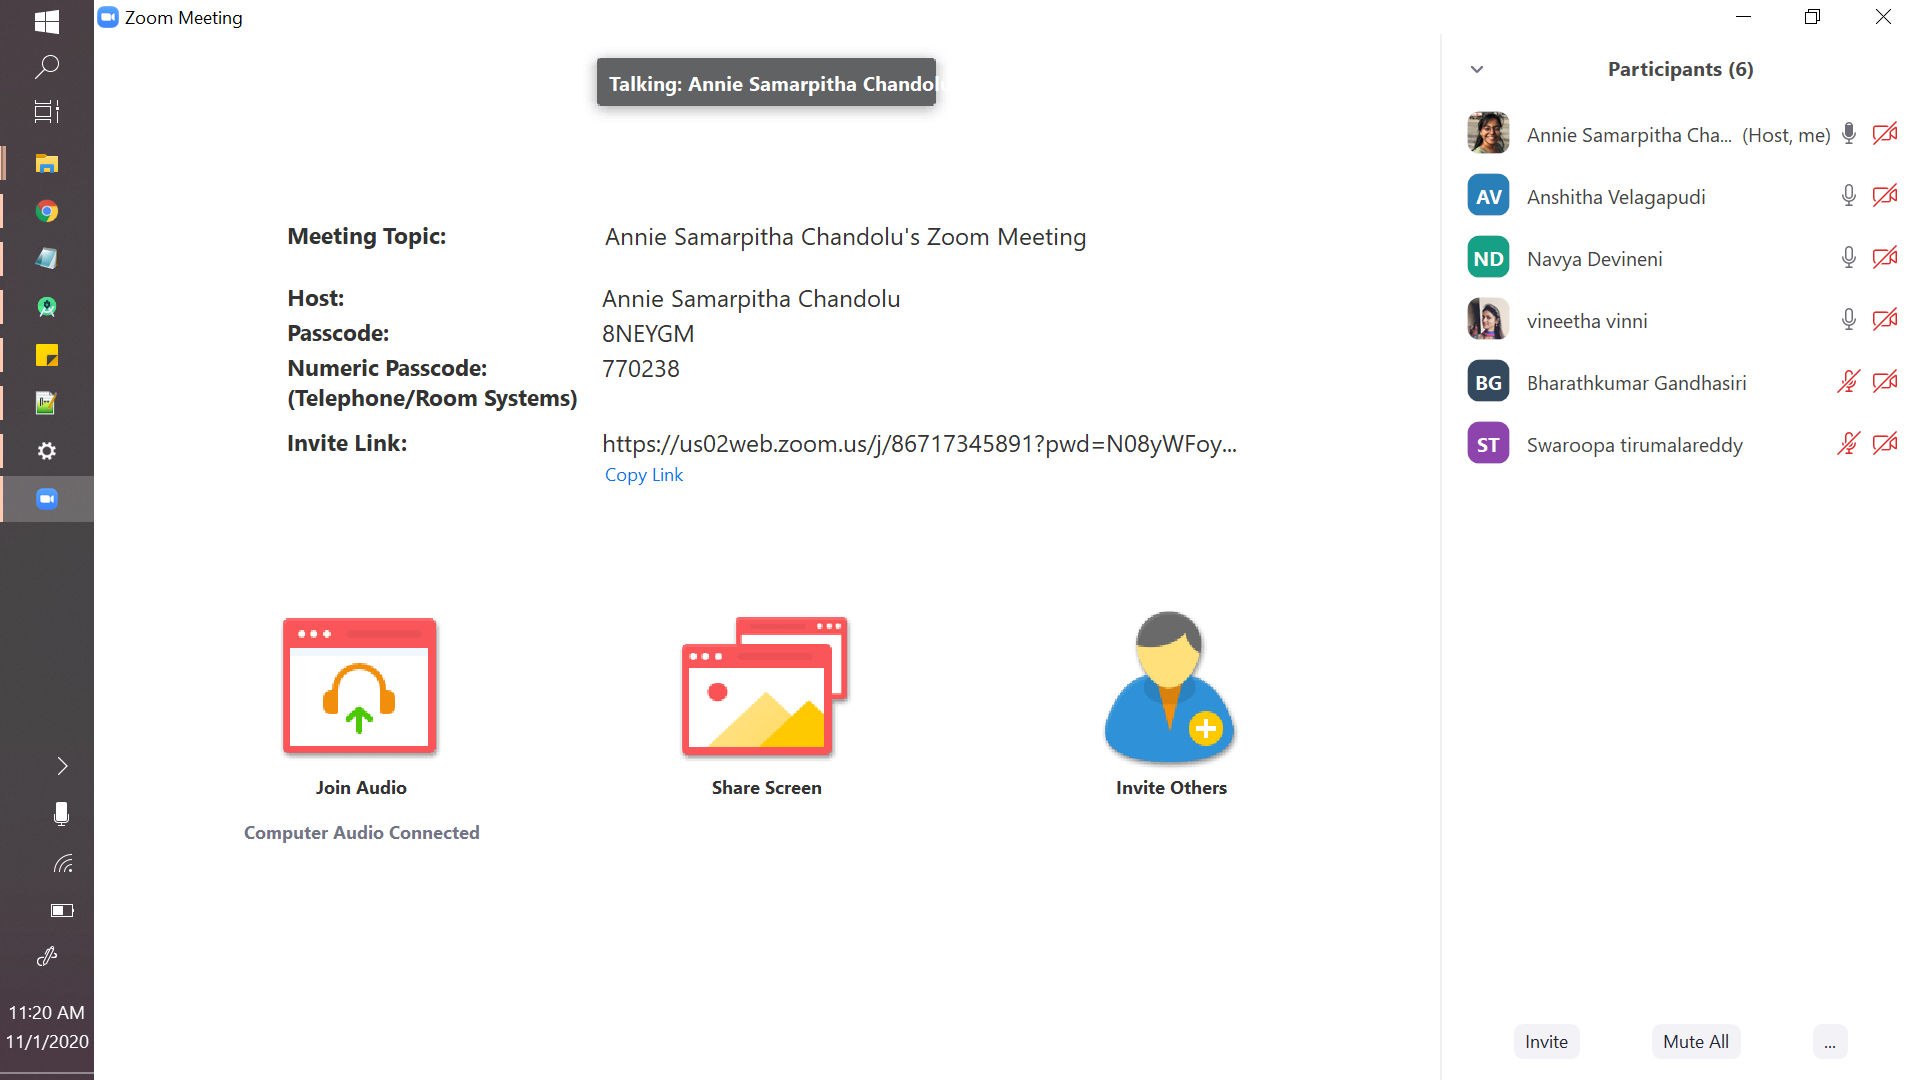 Zoom Meeting
Talking: Annie Samarpitha Chandolu
Meeting Topic: Annie Samarpitha Chandolu's Zoom Meeting
Host: Annie Samarpitha Chandolu
Passcode: 8NEYGM
Numeric Passcode: 770238
(Telephone/Room Systems)
Invite Link: https://us02web.zoom.us/j/86717345891?pwd=N08yWFoy...
Copy Link
Join Audio
Computer Audio Connected
Share Screen
Invite Others
Participants (6)
Annie Samarpitha Cha... (Host, me)
AV Anshitha Velagapudi
ND Navya Devineni
vineetha vinni
BG Bharathkumar Gandhasiri
ST Swaroopa tirumalareddy
Invite Mute All ...
11:20 AM
11/1/2020